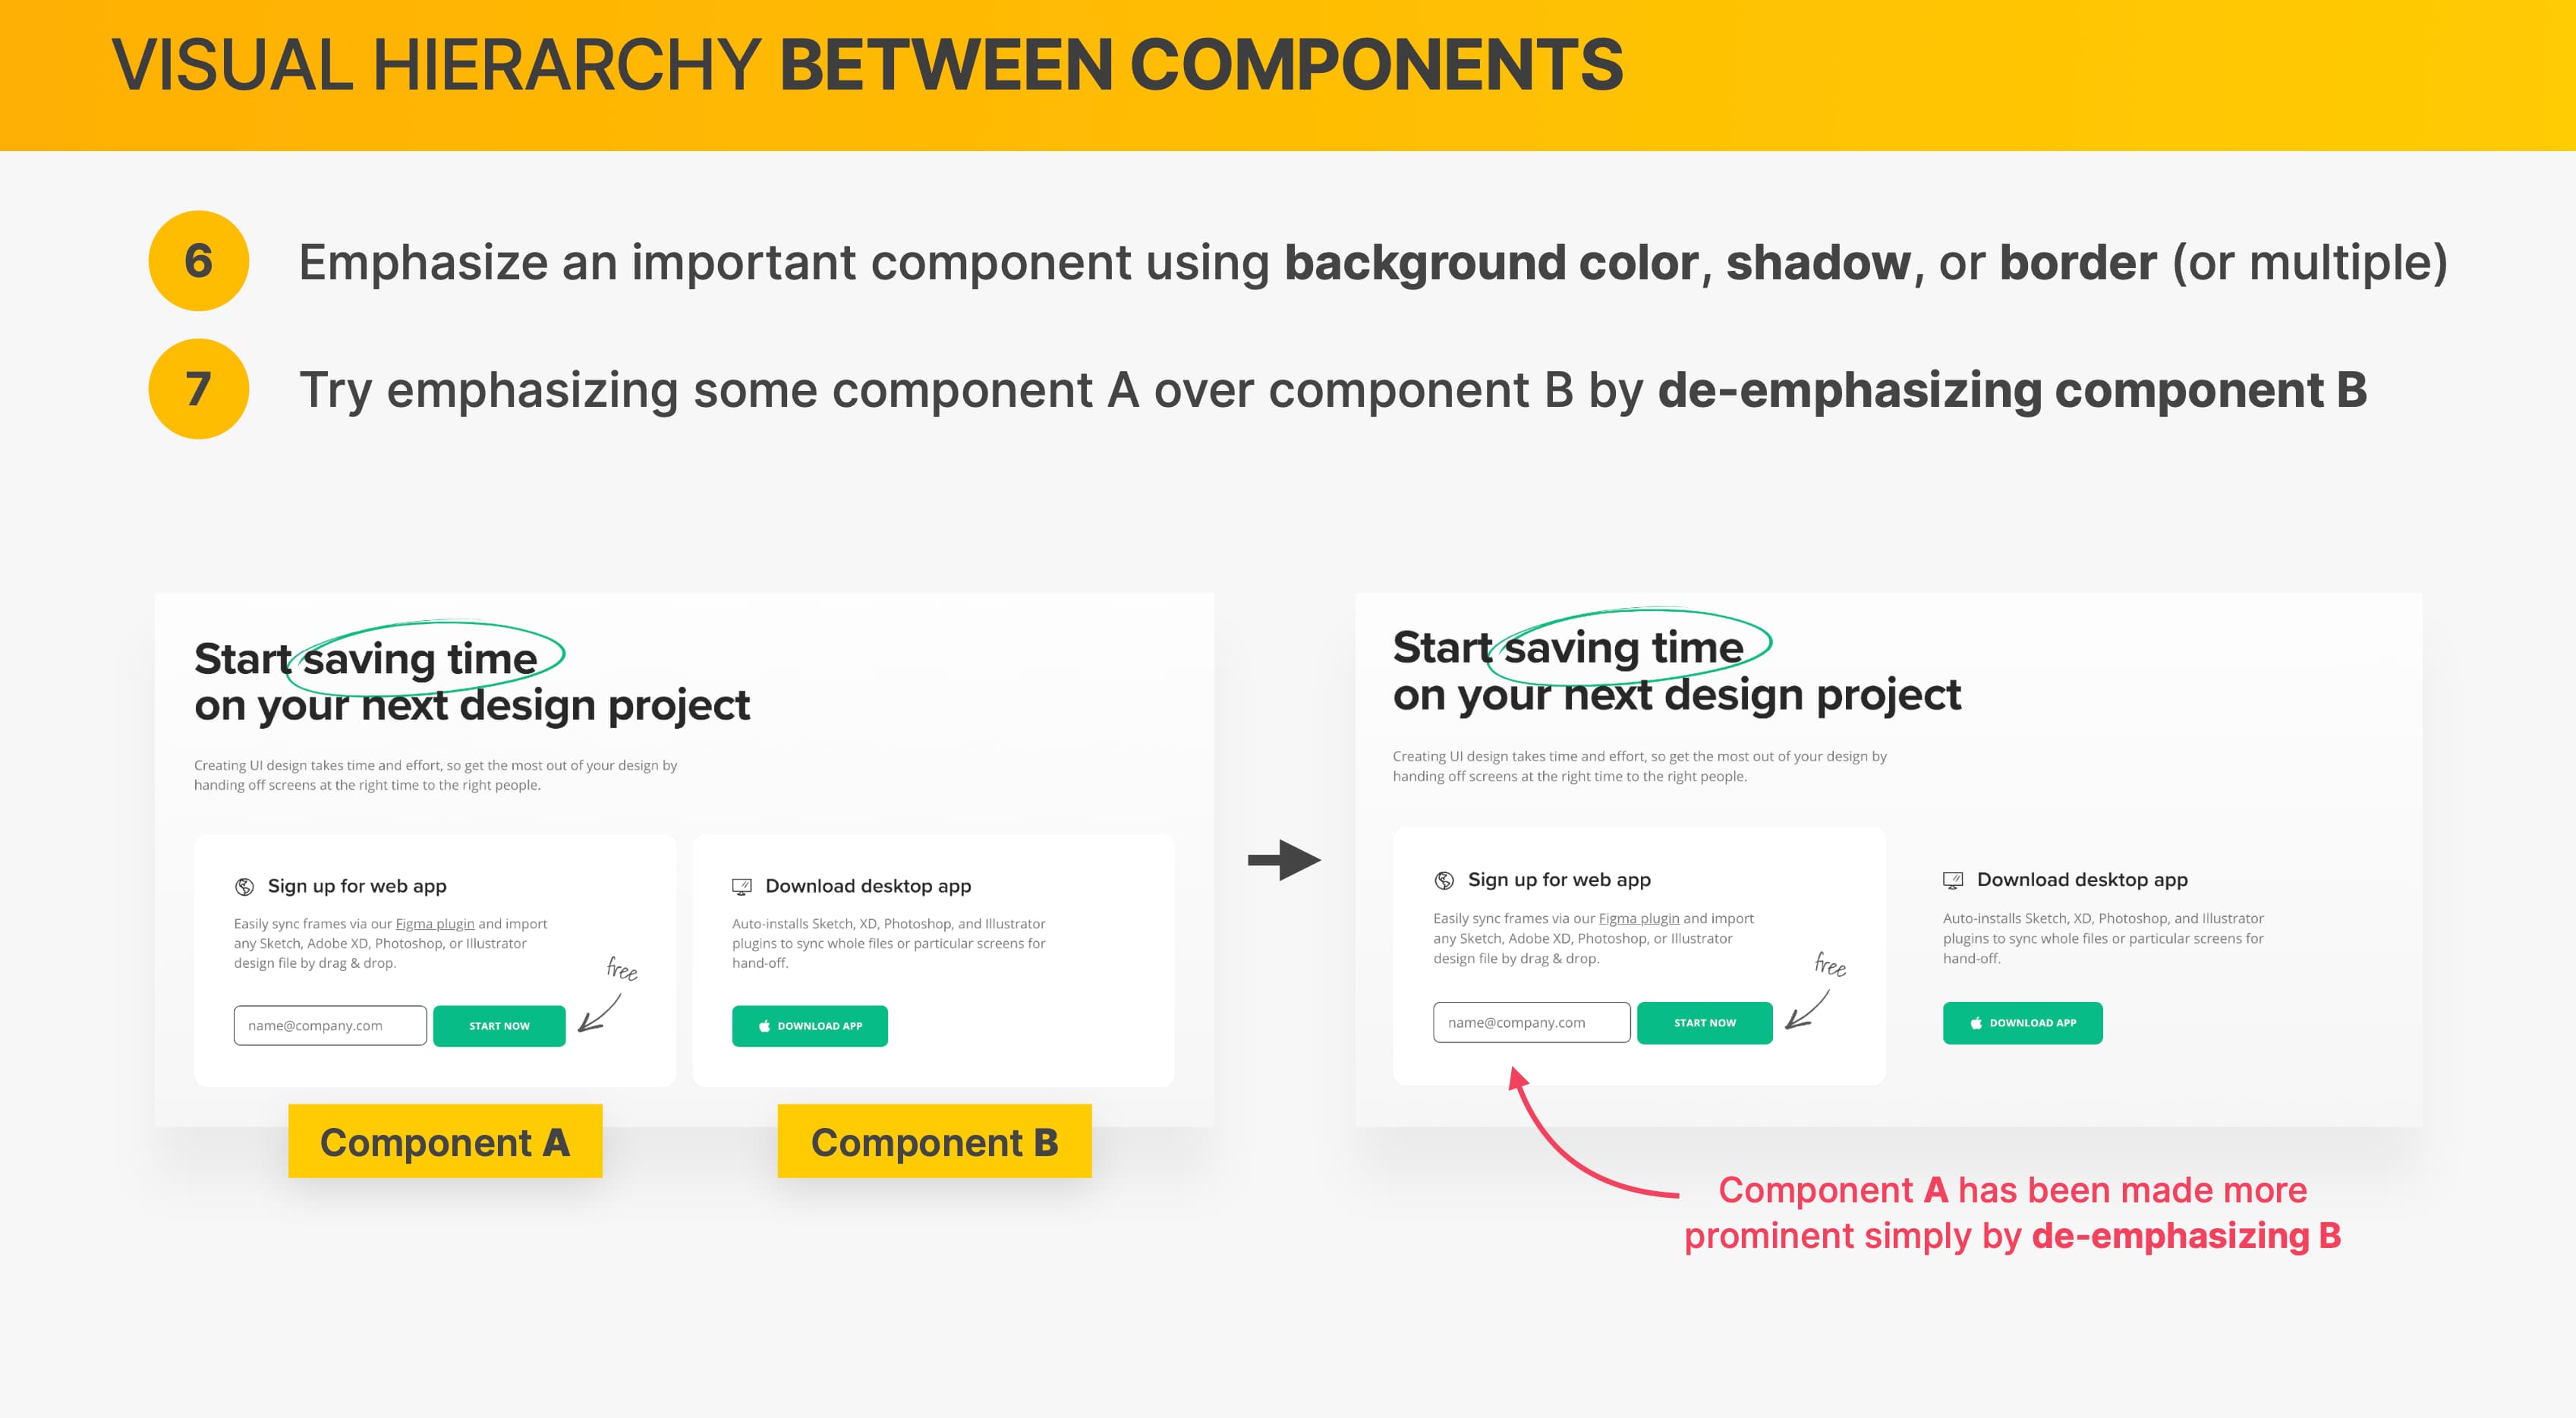 VISUAL HIERARCHY BETWEEN COMPONENTS
6 Emphasize an important component using background color, shadow, or border (or multiple)
7 Try emphasizing some component A over component B by de-emphasizing component B
Start saving time
on your next design project
Creating UI design takes time and effort, so get the most out of your design by
handing off screens at the right time to the right people.
Sign up for web app
Easily sync frames via our Figma plugin and import
any Sketch, Adobe XD, Photoshop, or Illustrator
design file by drag & drop.
free
name@company.com START NOW
Component A
Download desktop app
Auto-installs Sketch, XD, Photoshop, and Illustrator
plugins to sync whole files or particular screens for
hand-off.
DOWNLOAD APP
Component B
Start saving time
on your next design project
Creating UI design takes time and effort, so get the most out of your design by
handing off screens at the right time to the right people.
Sign up for web app
Easily sync frames via our Figma plugin and import
any Sketch, Adobe XD, Photoshop, or Illustrator
design file by drag & drop.
free
name@company.com START NOW
Download desktop app
Auto-installs Sketch, XD, Photoshop, and Illustrator
plugins to sync whole files or particular screens for
hand-off.
DOWNLOAD APP
Component A has been made more
prominent simply by de-emphasizing B